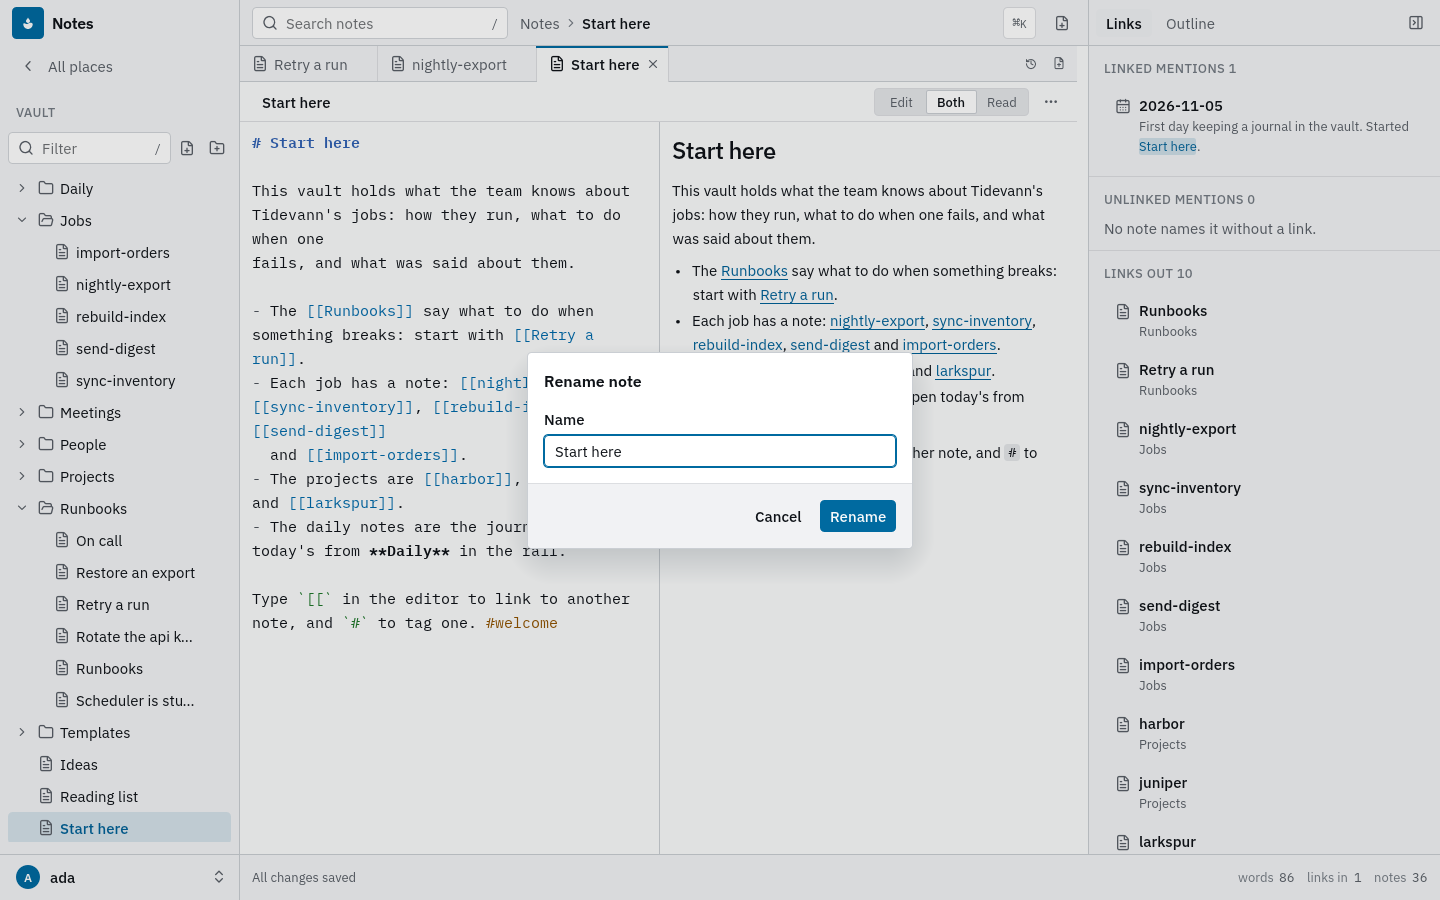 Notes
All places
VAULT
Filter /
Daily
Jobs
import-orders
nightly-export
rebuild-index
send-digest
sync-inventory
Meetings
People
Projects
Runbooks
On call
Restore an export
Retry a run
Rotate the api k...
Runbooks
Scheduler is stu...
Templates
Ideas
Reading list
Start here
A ada
Search notes /
Notes > Start here
⌘K
Retry a run
nightly-export
Start here
Start here
Edit Both Read
# Start here
This vault holds what the team knows about
Tidevann's jobs: how they run, what to do
when one
fails, and what was said about them.
- The [[Runbooks]] say what to do when
something breaks: start with [[Retry a
run]].
- Each job has a note: [[nightl
[[sync-inventory]], [[rebuild-i
[[send-digest]]
and [[import-orders]].
- The projects are [[harbor]],
and [[larkspur]].
- The daily notes are the journ
today's from **Daily** in the rail.
Type `[[` in the editor to link to another
note, and `#` to tag one. #welcome
Start here
This vault holds what the team knows about Tidevann's
jobs: how they run, what to do when one fails, and what
was said about them.
• The Runbooks say what to do when something breaks:
start with Retry a run.
• Each job has a note: nightly-export, sync-inventory,
rebuild-index, send-digest and import-orders.
and larkspur.
pen today's from
her note, and # to
Rename note
Name
Start here
Cancel
Rename
Links
Outline
LINKED MENTIONS 1
2026-11-05
First day keeping a journal in the vault. Started
Start here.
UNLINKED MENTIONS 0
No note names it without a link.
LINKS OUT 10
Runbooks
Runbooks
Retry a run
Runbooks
nightly-export
Jobs
sync-inventory
Jobs
rebuild-index
Jobs
send-digest
Jobs
import-orders
Jobs
harbor
Projects
juniper
Projects
larkspur
All changes saved
words 86 links in 1 notes 36